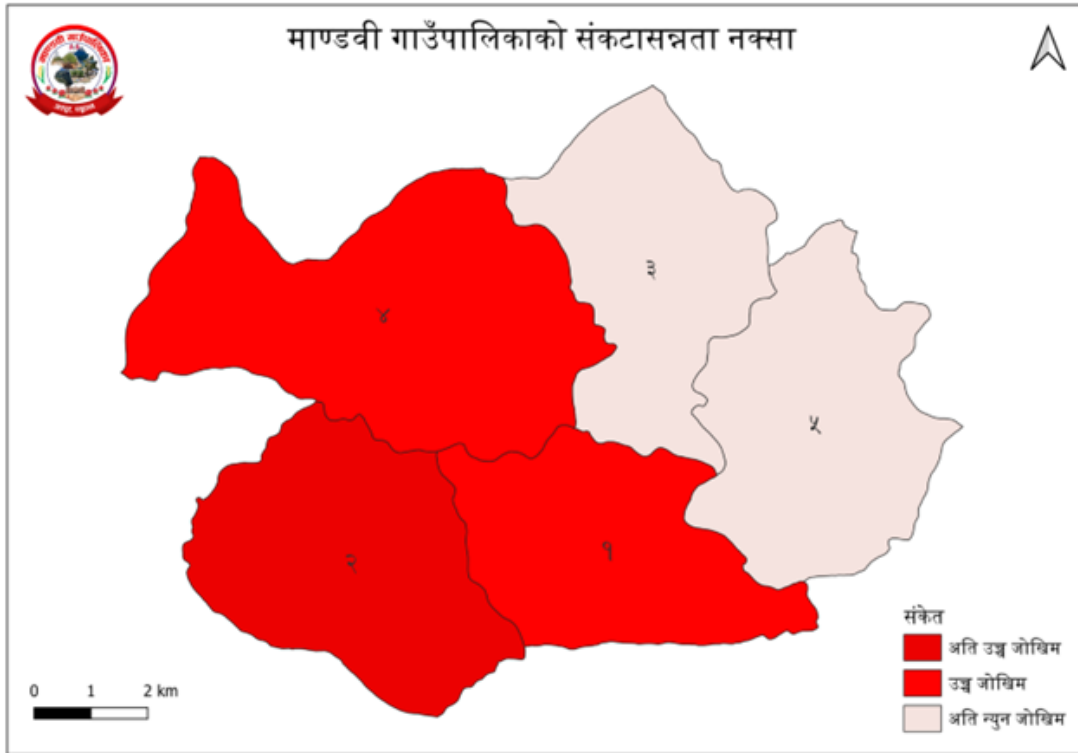 माण्डवी गाउँपालिकाको संकटासन्नता नक्सा
३
४
५
२
१
संकेत
अति उच्च जोखिम
उच्च जोखिम
अति न्युन जोखिम
0 1 2 km